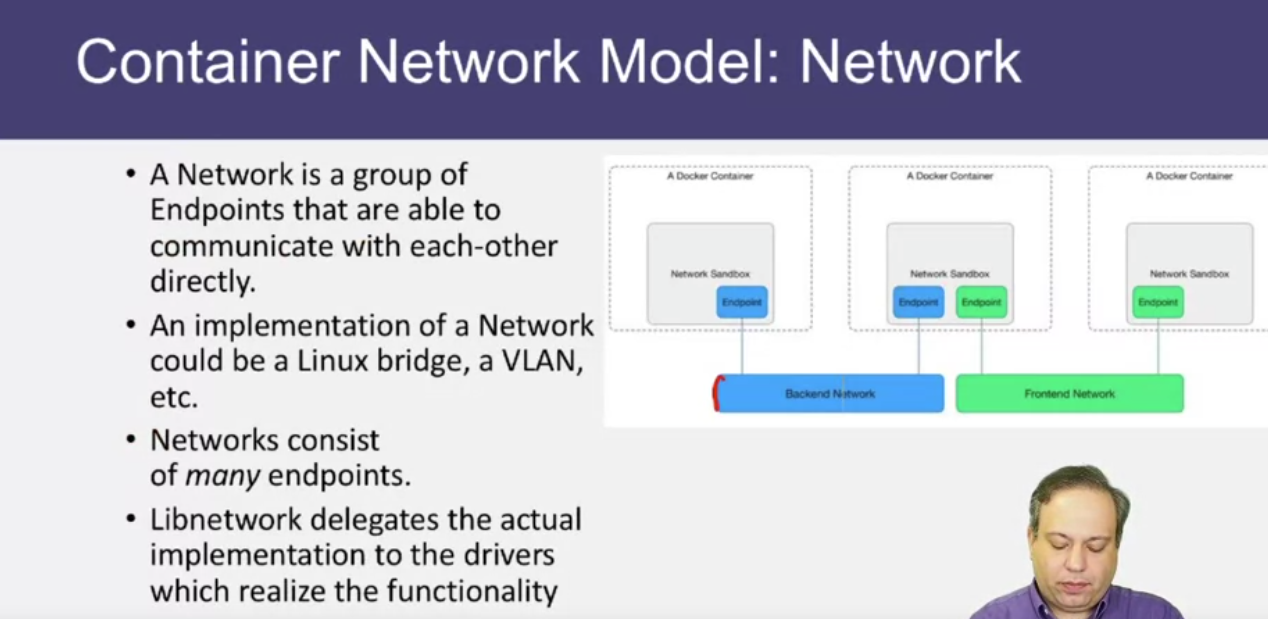 Container Network Model: Network
• A Network is a group of
Endpoints that are able to
communicate with each-other
directly.
• An implementation of a Network
could be a Linux bridge, a VLAN,
etc.
• Networks consist
of many endpoints.
• Libnetwork delegates the actual
implementation to the drivers
which realize the functionality
A Docker Container
A Docker Container
A Docker Container
Network Sandbox
Network Sandbox
Network Sandbox
Endpoint
Endpoint
Endpoint
Endpoint
Backend Network
Frontend Network